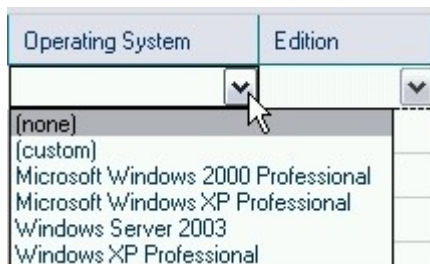 Operating System Edition
(none)
(custom)
Microsoft Windows 2000 Professional
Microsoft Windows XP Professional
Windows Server 2003
Windows XP Professional